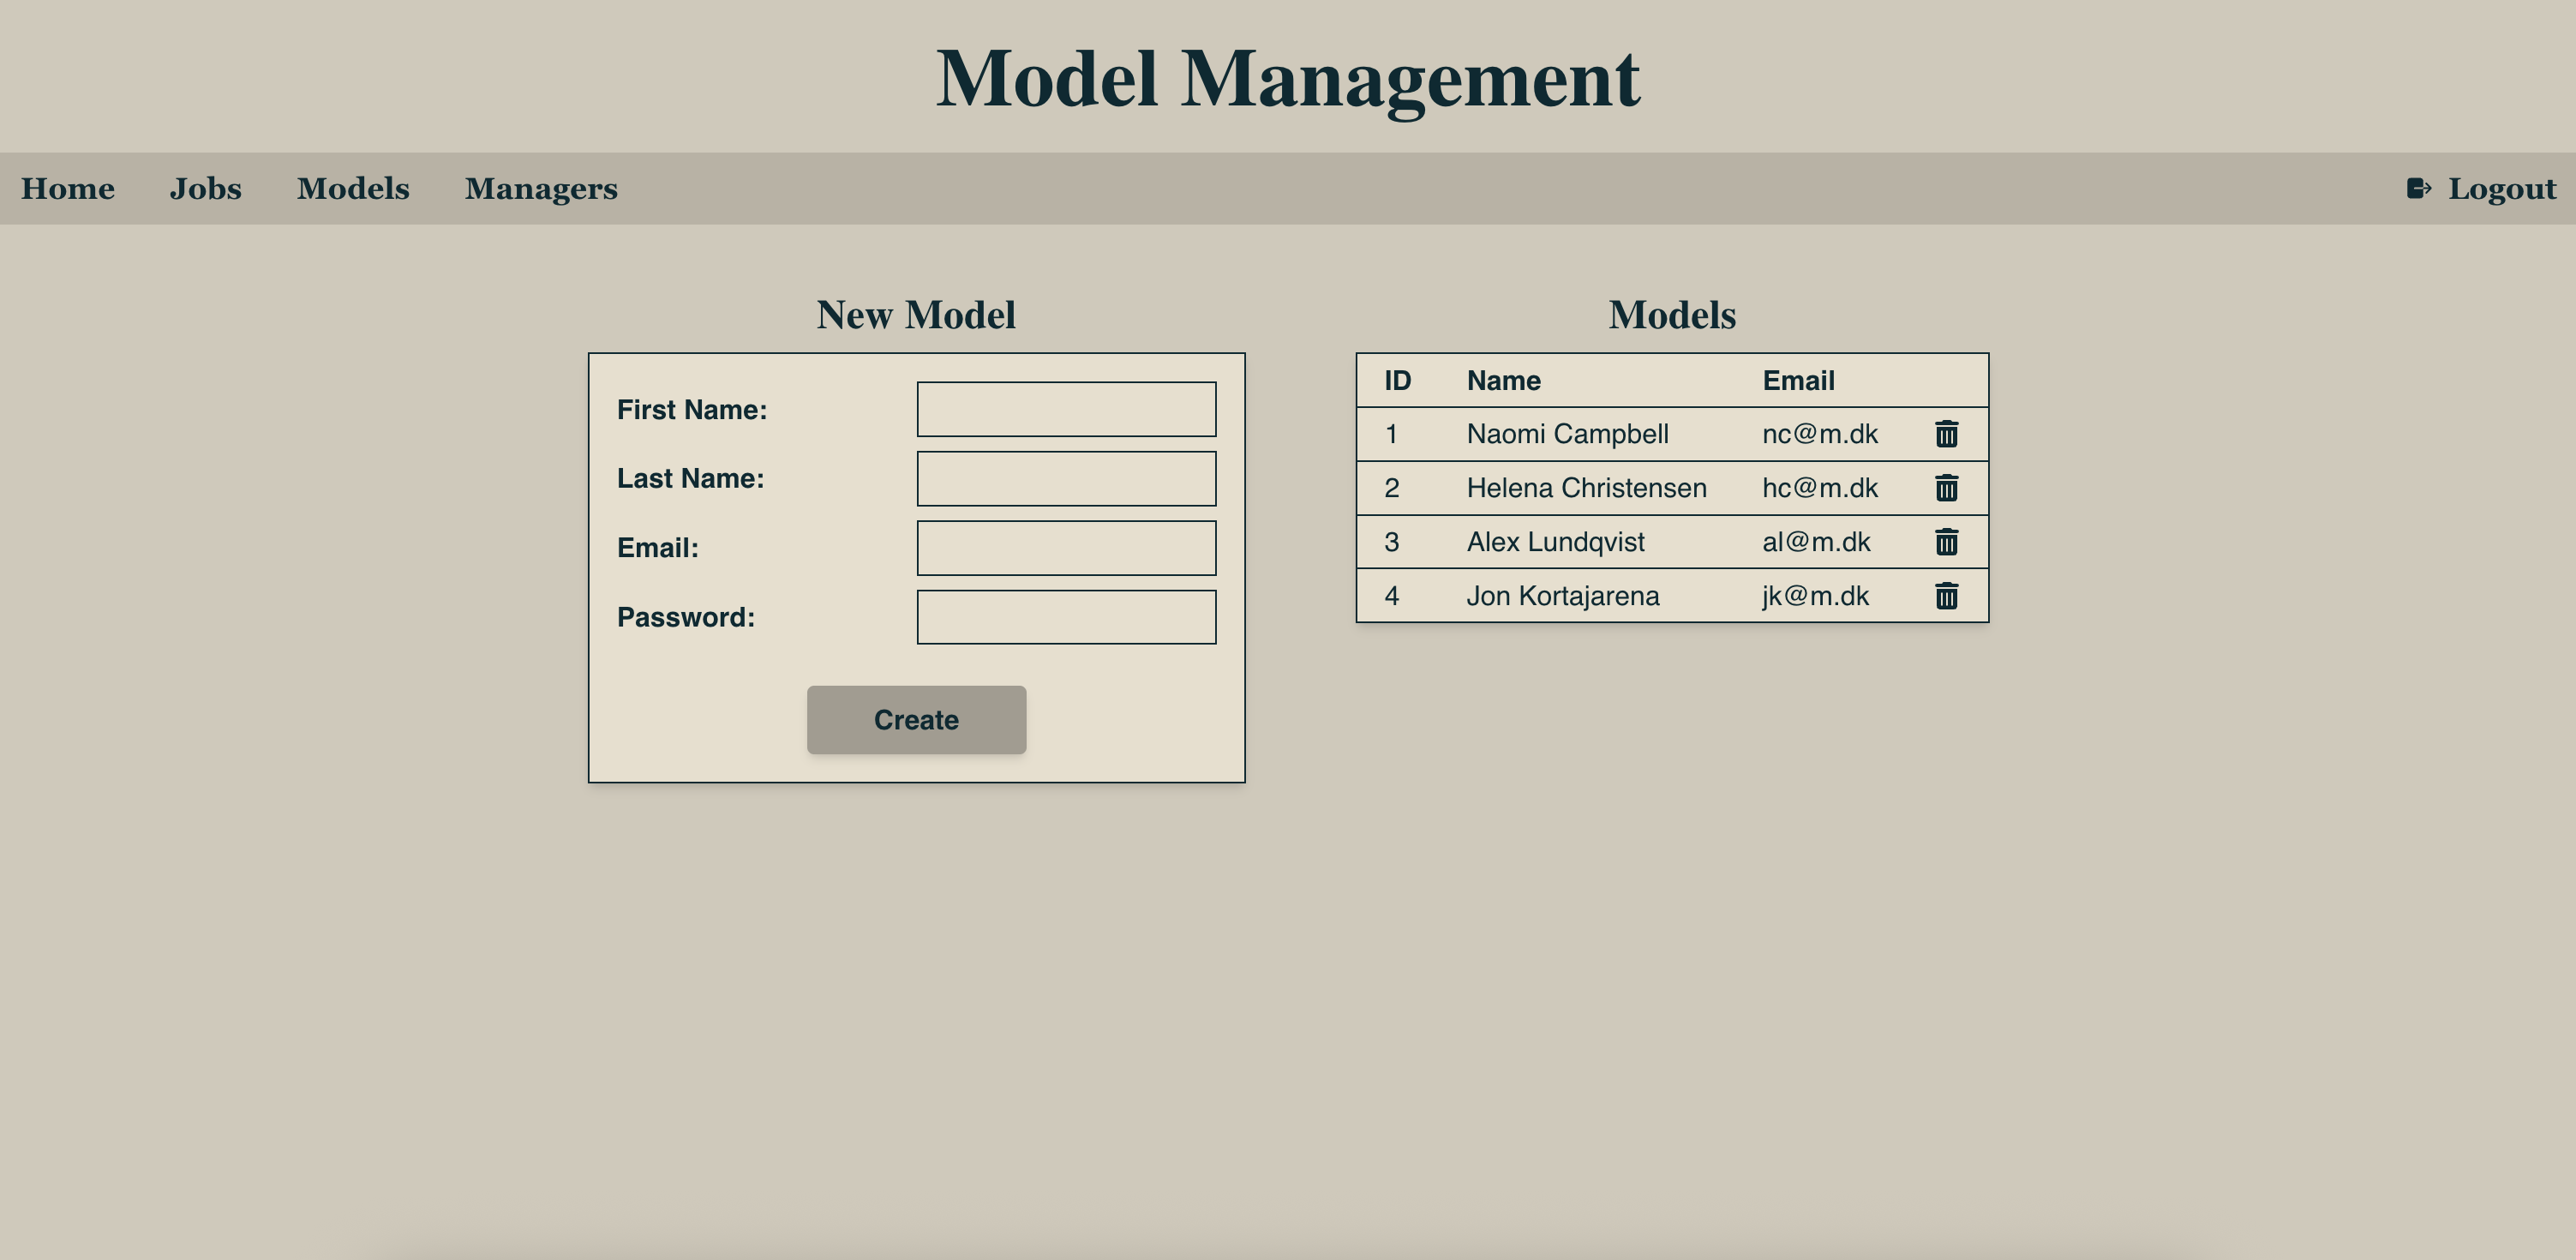 Model Management
Home Jobs Models Managers Logout
New Model
First Name:
Last Name:
Email:
Password:
Create
Models
ID Name Email
1 Naomi Campbell nc@m.dk
2 Helena Christensen hc@m.dk
3 Alex Lundqvist al@m.dk
4 Jon Kortajarena jk@m.dk